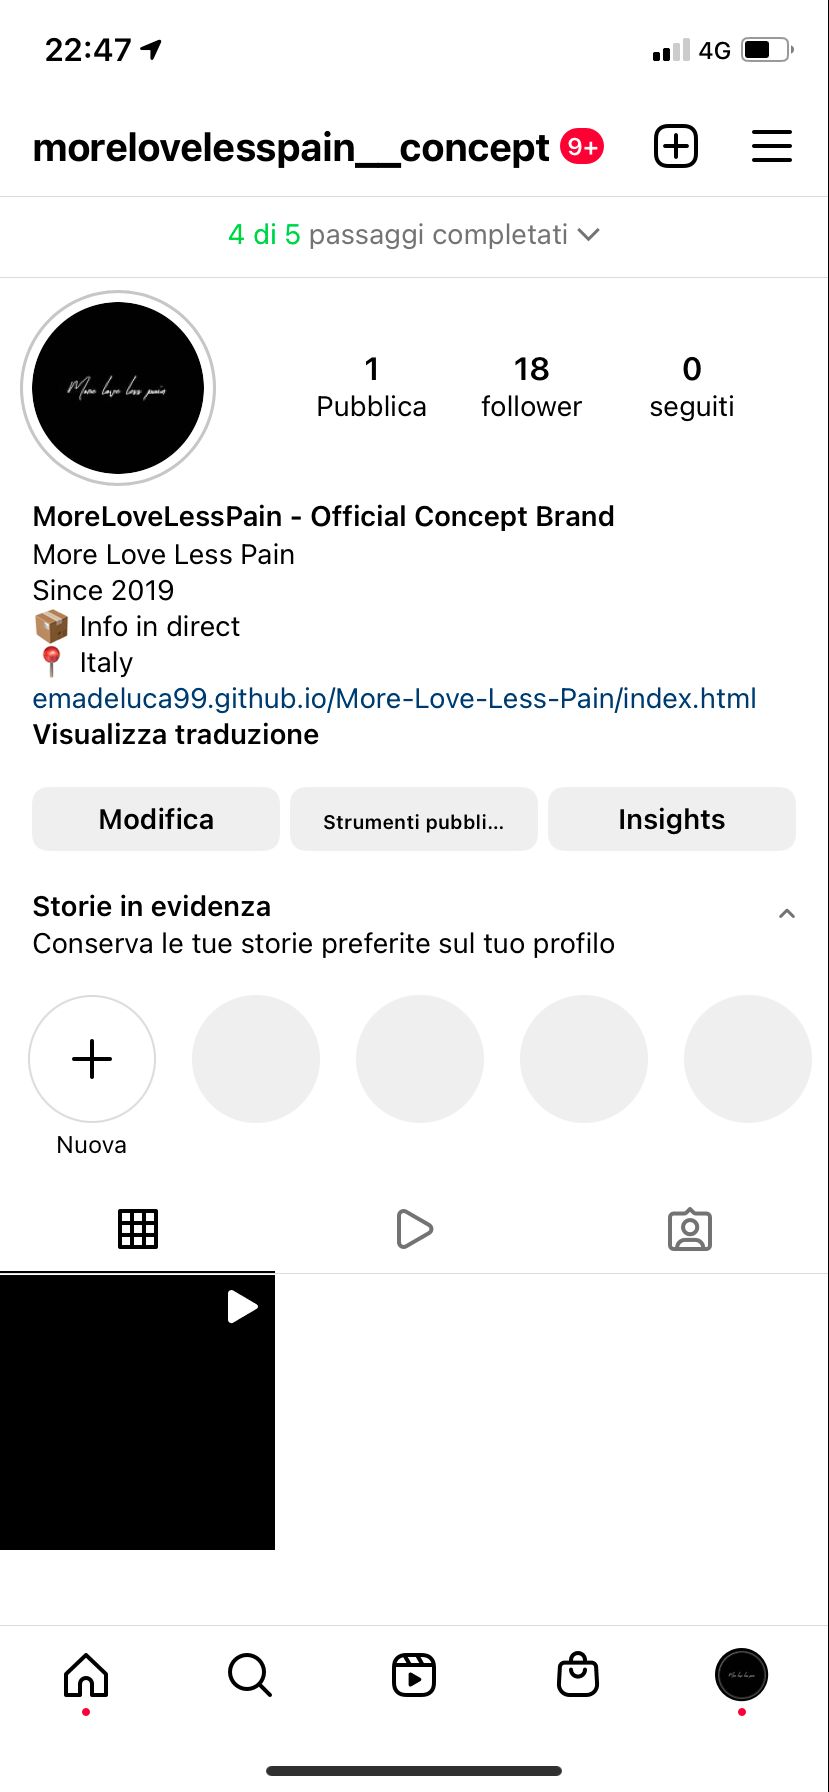 22:47
4G
morelovelesspain__concept 9+
4 di 5 passaggi completati
More love less pain
1 18 0
Pubblica follower seguiti
MoreLoveLessPain - Official Concept Brand
More Love Less Pain
Since 2019
📦 Info in direct
📍 Italy
emadeluca99.github.io/More-Love-Less-Pain/index.html
Visualizza traduzione
Modifica Strumenti pubbli... Insights
Storie in evidenza
Conserva le tue storie preferite sul tuo profilo
Nuova